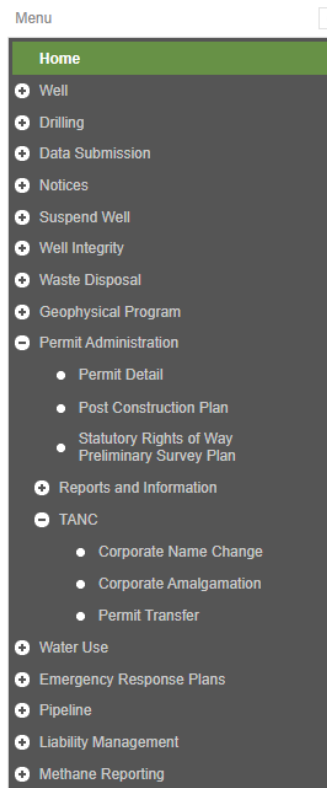 Menu
Home
Well
Drilling
Data Submission
Notices
Suspend Well
Well Integrity
Waste Disposal
Geophysical Program
Permit Administration
Permit Detail
Post Construction Plan
Statutory Rights of Way
Preliminary Survey Plan
Reports and Information
TANC
Corporate Name Change
Corporate Amalgamation
Permit Transfer
Water Use
Emergency Response Plans
Pipeline
Liability Management
Methane Reporting